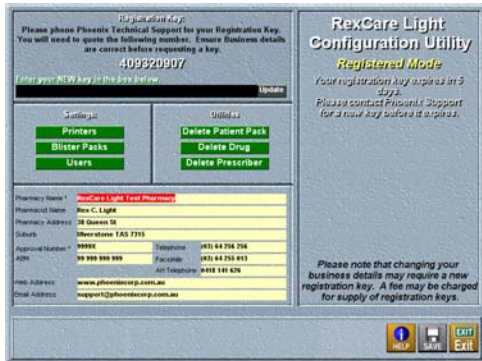 Registration Key:
Please phone Phoenix Technical Support for your Registration Key.
You will need to quote the following number. Ensure Business details
are correct before requesting a key.
409320907
Enter your NEW key in the box below.
Update
Settings:
Printers
Blister Packs
Users
Utilities
Delete Patient Pack
Delete Drug
Delete Prescriber
Pharmacy Name * RexCare Light Test Pharmacy
Pharmacist Name Rex C. Light
Pharmacy Address 38 Queen St
Suburb Ulverstone TAS 7315
Approval Number * 9999X Telephone (03) 64 256 256
ABN 99 999 999 999 Facsimile (03) 64 255 013
AH Telephone 0418 141 626
Web Address www.phoenixcorp.com.au
Email Address support@phoenixcorp.com.au
RexCare Light
Configuration Utility
Registered Mode
Your registration key expires in 5
days.
Please contact Phoenix Support
for a new key before it expires.
Please note that changing your
business details may require a new
registration key. A fee may be charged
for supply of registration keys.
HELP
SAVE
EXIT
Exit